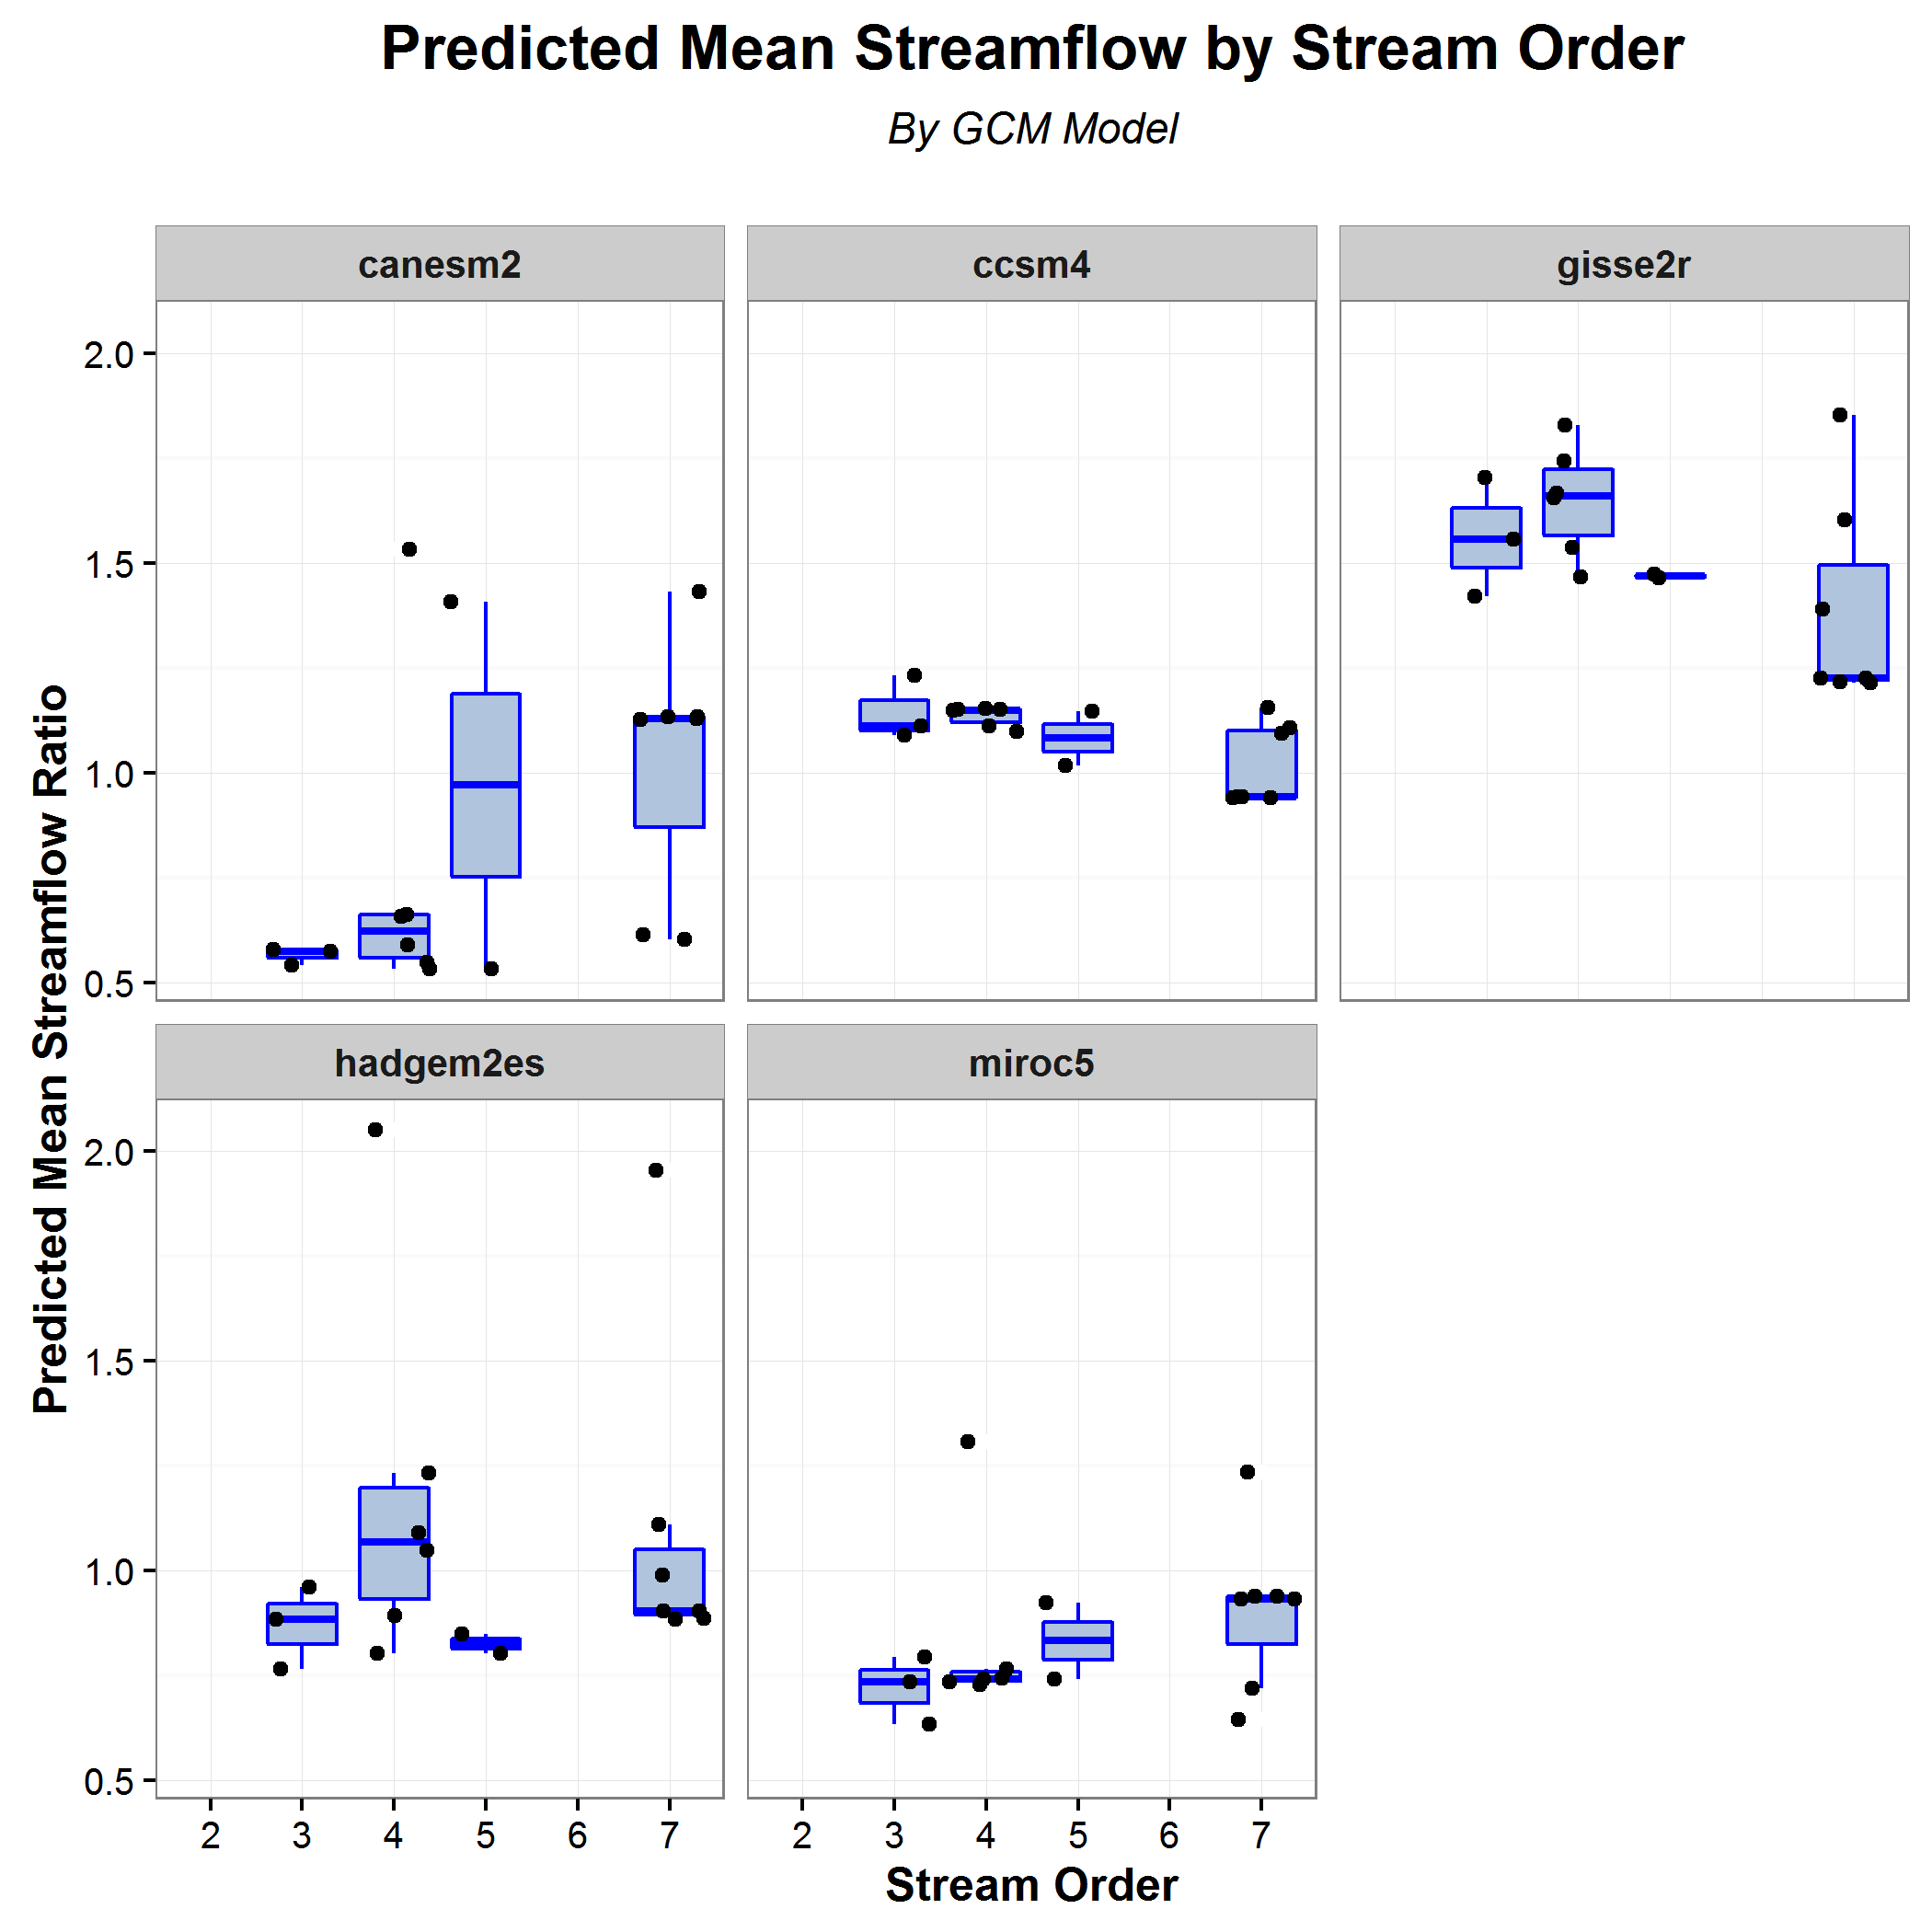 Predicted Mean Streamflow by Stream Order
By GCM Model
canesm2
ccsm4
gisse2r
2.0
1.5
1.0
0.5
Predicted Mean Streamflow Ratio
hadgem2es
miroc5
2.0
1.5
1.0
0.5
2 3 4 5 6 7
2 3 4 5 6 7
Stream Order